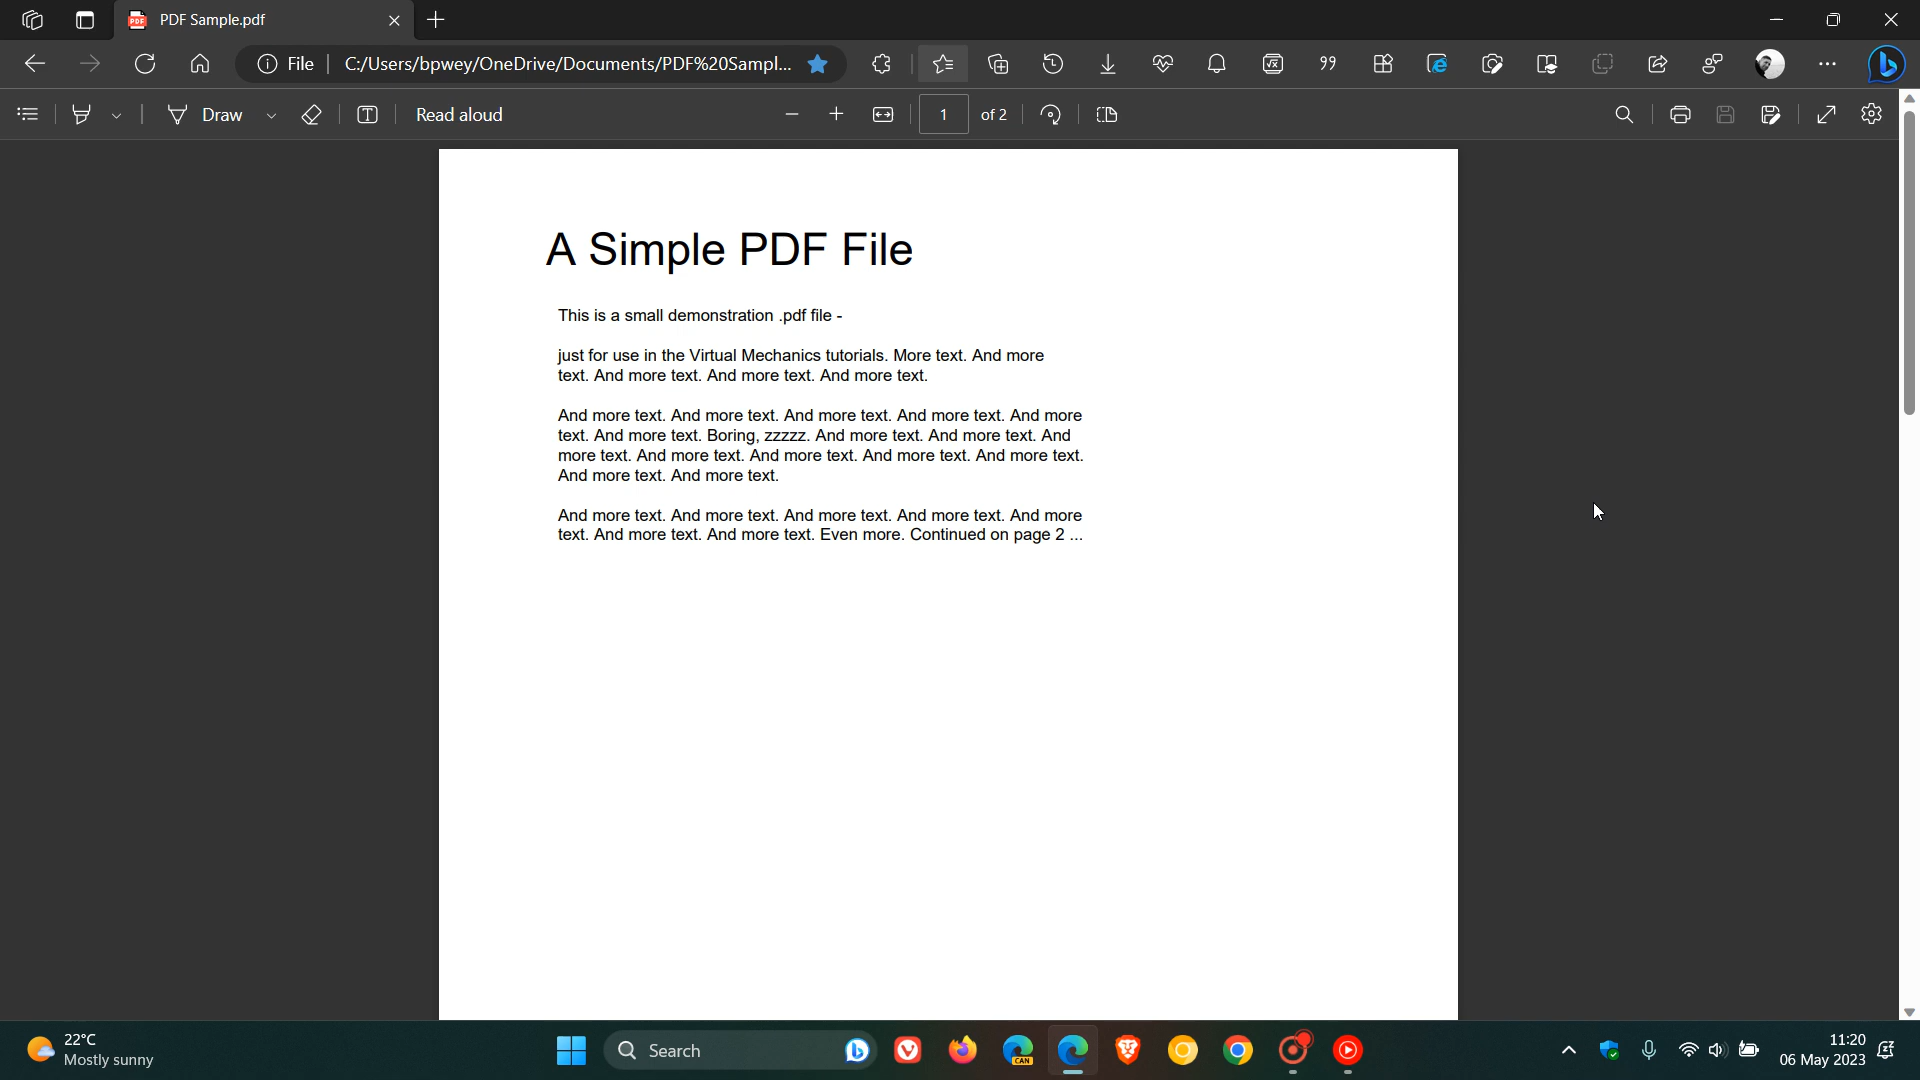 PDF Sample.pdf
File
C:/Users/bpwey/OneDrive/Documents/PDF%20Sampl...
Draw
Read aloud
1 of 2
A Simple PDF File
This is a small demonstration .pdf file -
just for use in the Virtual Mechanics tutorials. More text. And more
text. And more text. And more text. And more text.
And more text. And more text. And more text. And more text. And more
text. And more text. Boring, zzzzz. And more text. And more text. And
more text. And more text. And more text. And more text. And more text.
And more text. And more text.
And more text. And more text. And more text. And more text. And more
text. And more text. And more text. Even more. Continued on page 2 ...
22°C
Mostly sunny
Search
CAN
11:20
06 May 2023